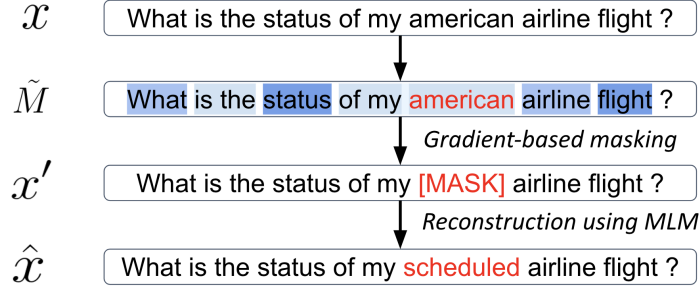 x What is the status of my american airline flight ?
M̃ What is the status of my american airline flight ?
Gradient-based masking
x′ What is the status of my [MASK] airline flight ?
Reconstruction using MLM
x̂ What is the status of my scheduled airline flight ?